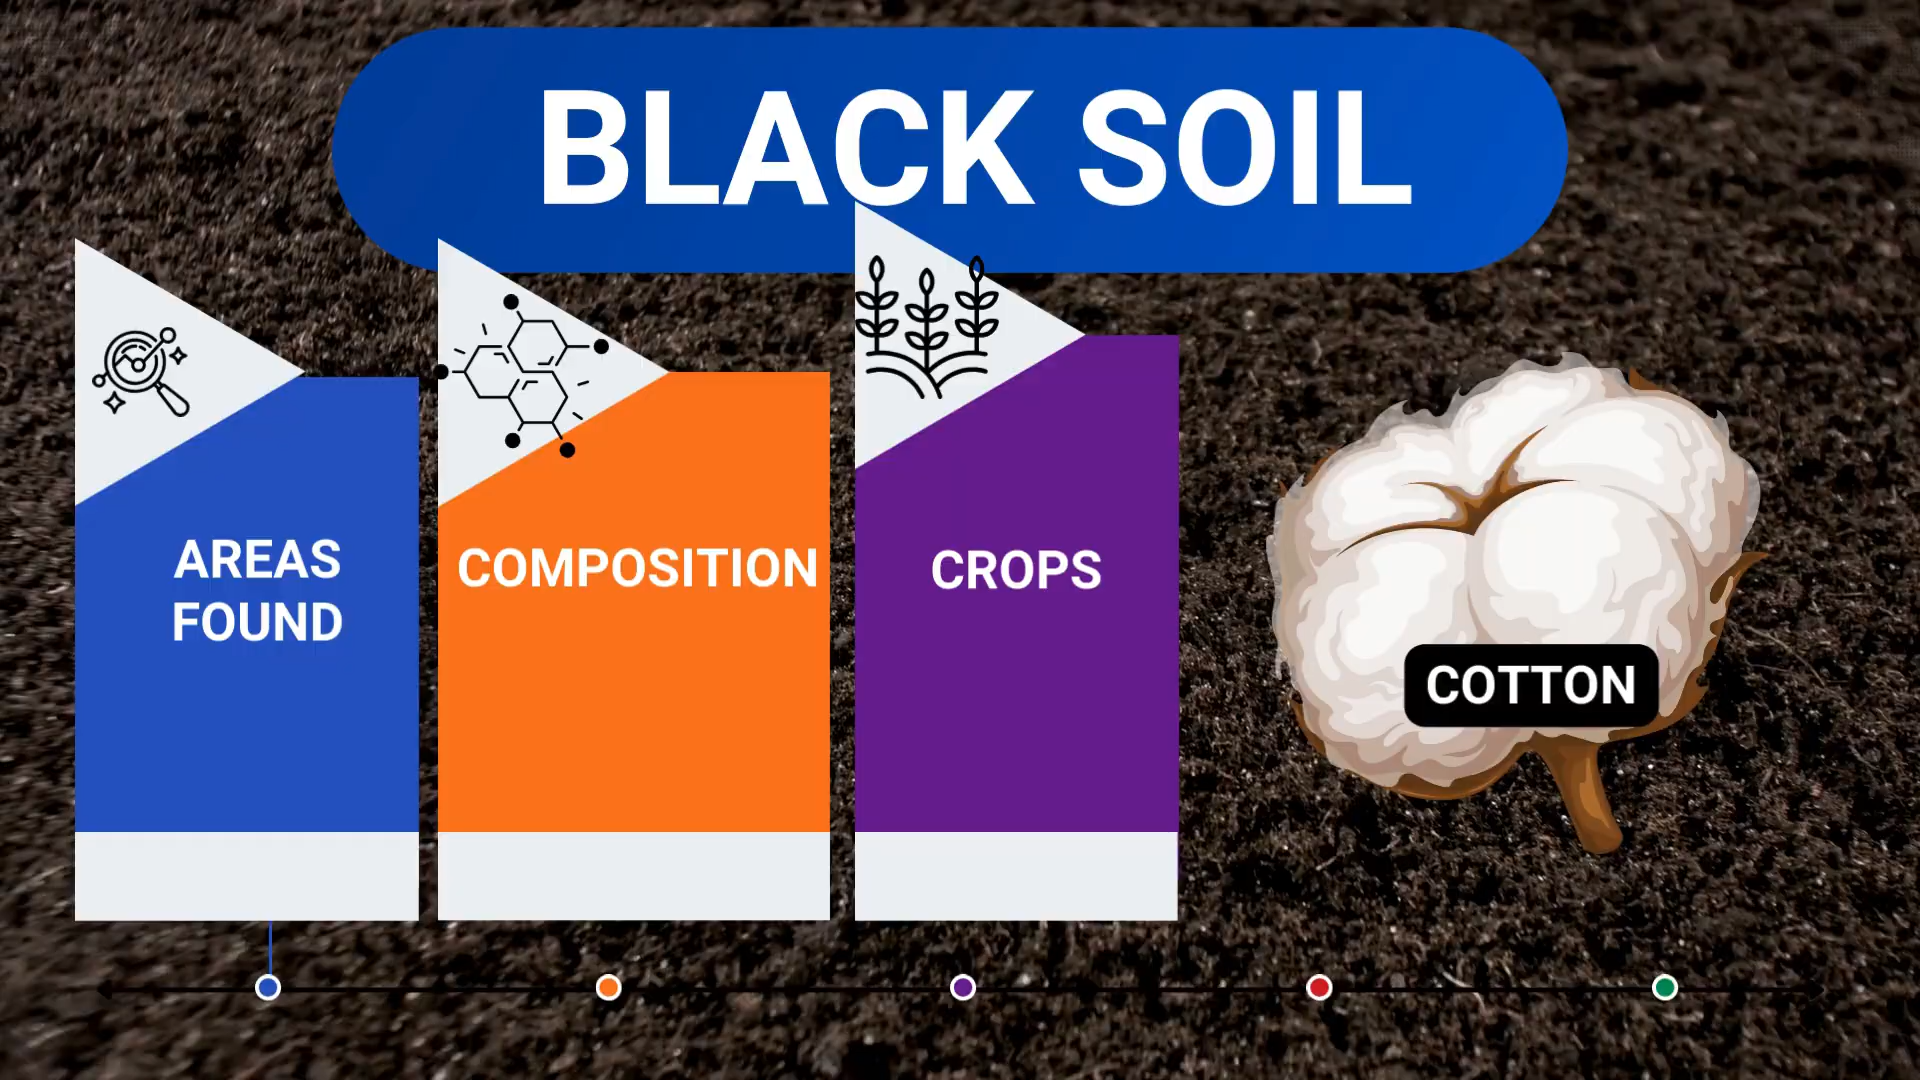 BLACK SOIL
AREAS
FOUND
COMPOSITION
CROPS
COTTON